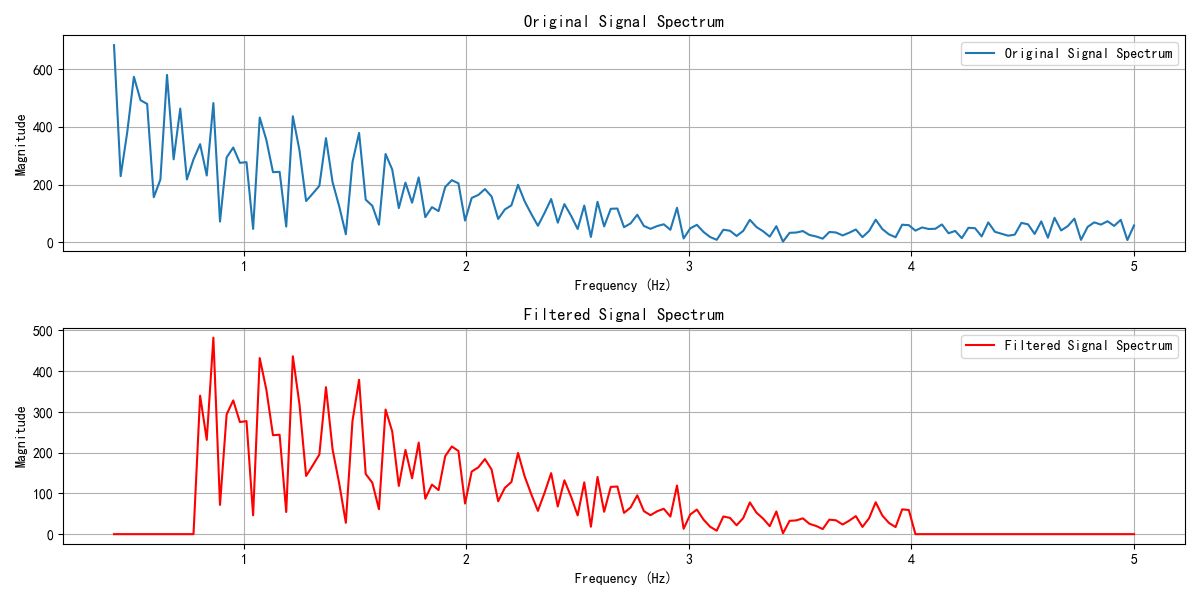 Original Signal Spectrum
Original Signal Spectrum
600
400
200
0
Magnitude
1 2 3 4 5
Frequency (Hz)
Filtered Signal Spectrum
Filtered Signal Spectrum
500
400
300
200
100
0
Magnitude
1 2 3 4 5
Frequency (Hz)